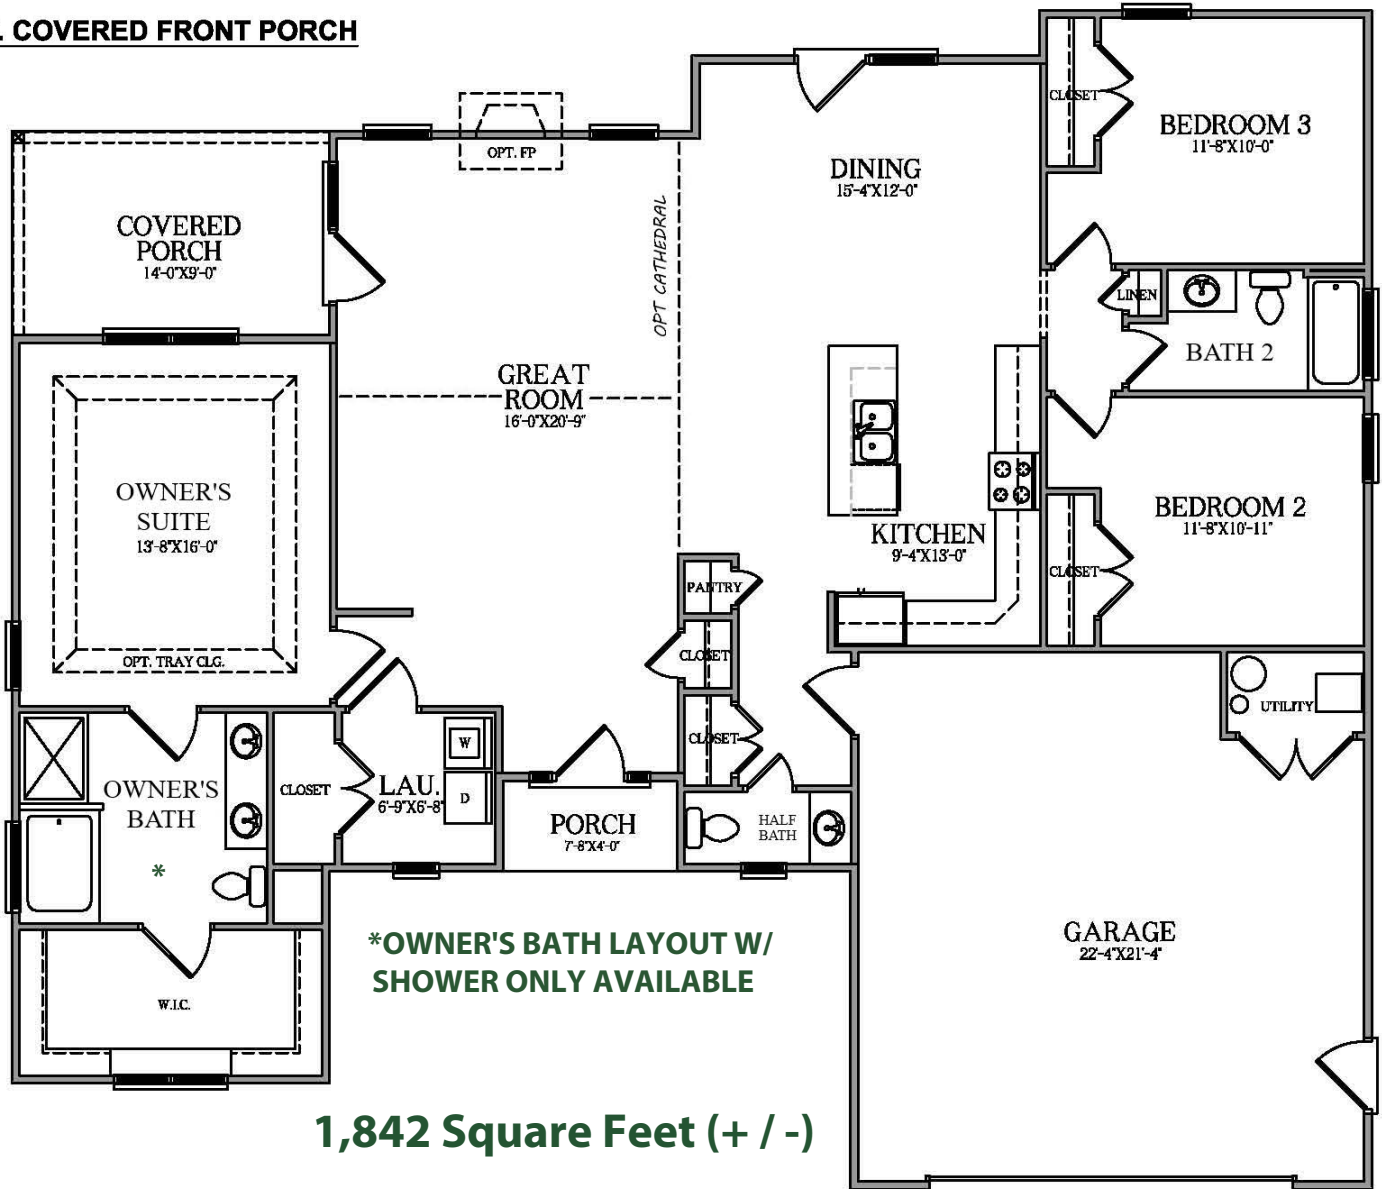 . COVERED FRONT PORCH
CLOSET
BEDROOM 3
11'-8"X10'-0"
OPT. FP
DINING
15'-4"X12'-0"
COVERED
PORCH
14'-0"X9'-0"
OPT CATHEDRAL
LINEN
BATH 2
GREAT
ROOM
16'-0"X20'-9"
OWNER'S
SUITE
13'-8"X16'-0"
OPT. TRAY CLG.
KITCHEN
9'-4"X13'-0"
BEDROOM 2
11'-8"X10'-11"
CLOSET
PANTRY
CLOSET
CLOSET
UTILITY
OWNER'S
BATH
*
CLOSET
LAU.
6'-9"X6'-8"
W
D
PORCH
7'-8"X4'-0"
HALF
BATH
GARAGE
22'-4"X21'-4"
*OWNER'S BATH LAYOUT W/
SHOWER ONLY AVAILABLE
W.I.C.
1,842 Square Feet (+ / -)